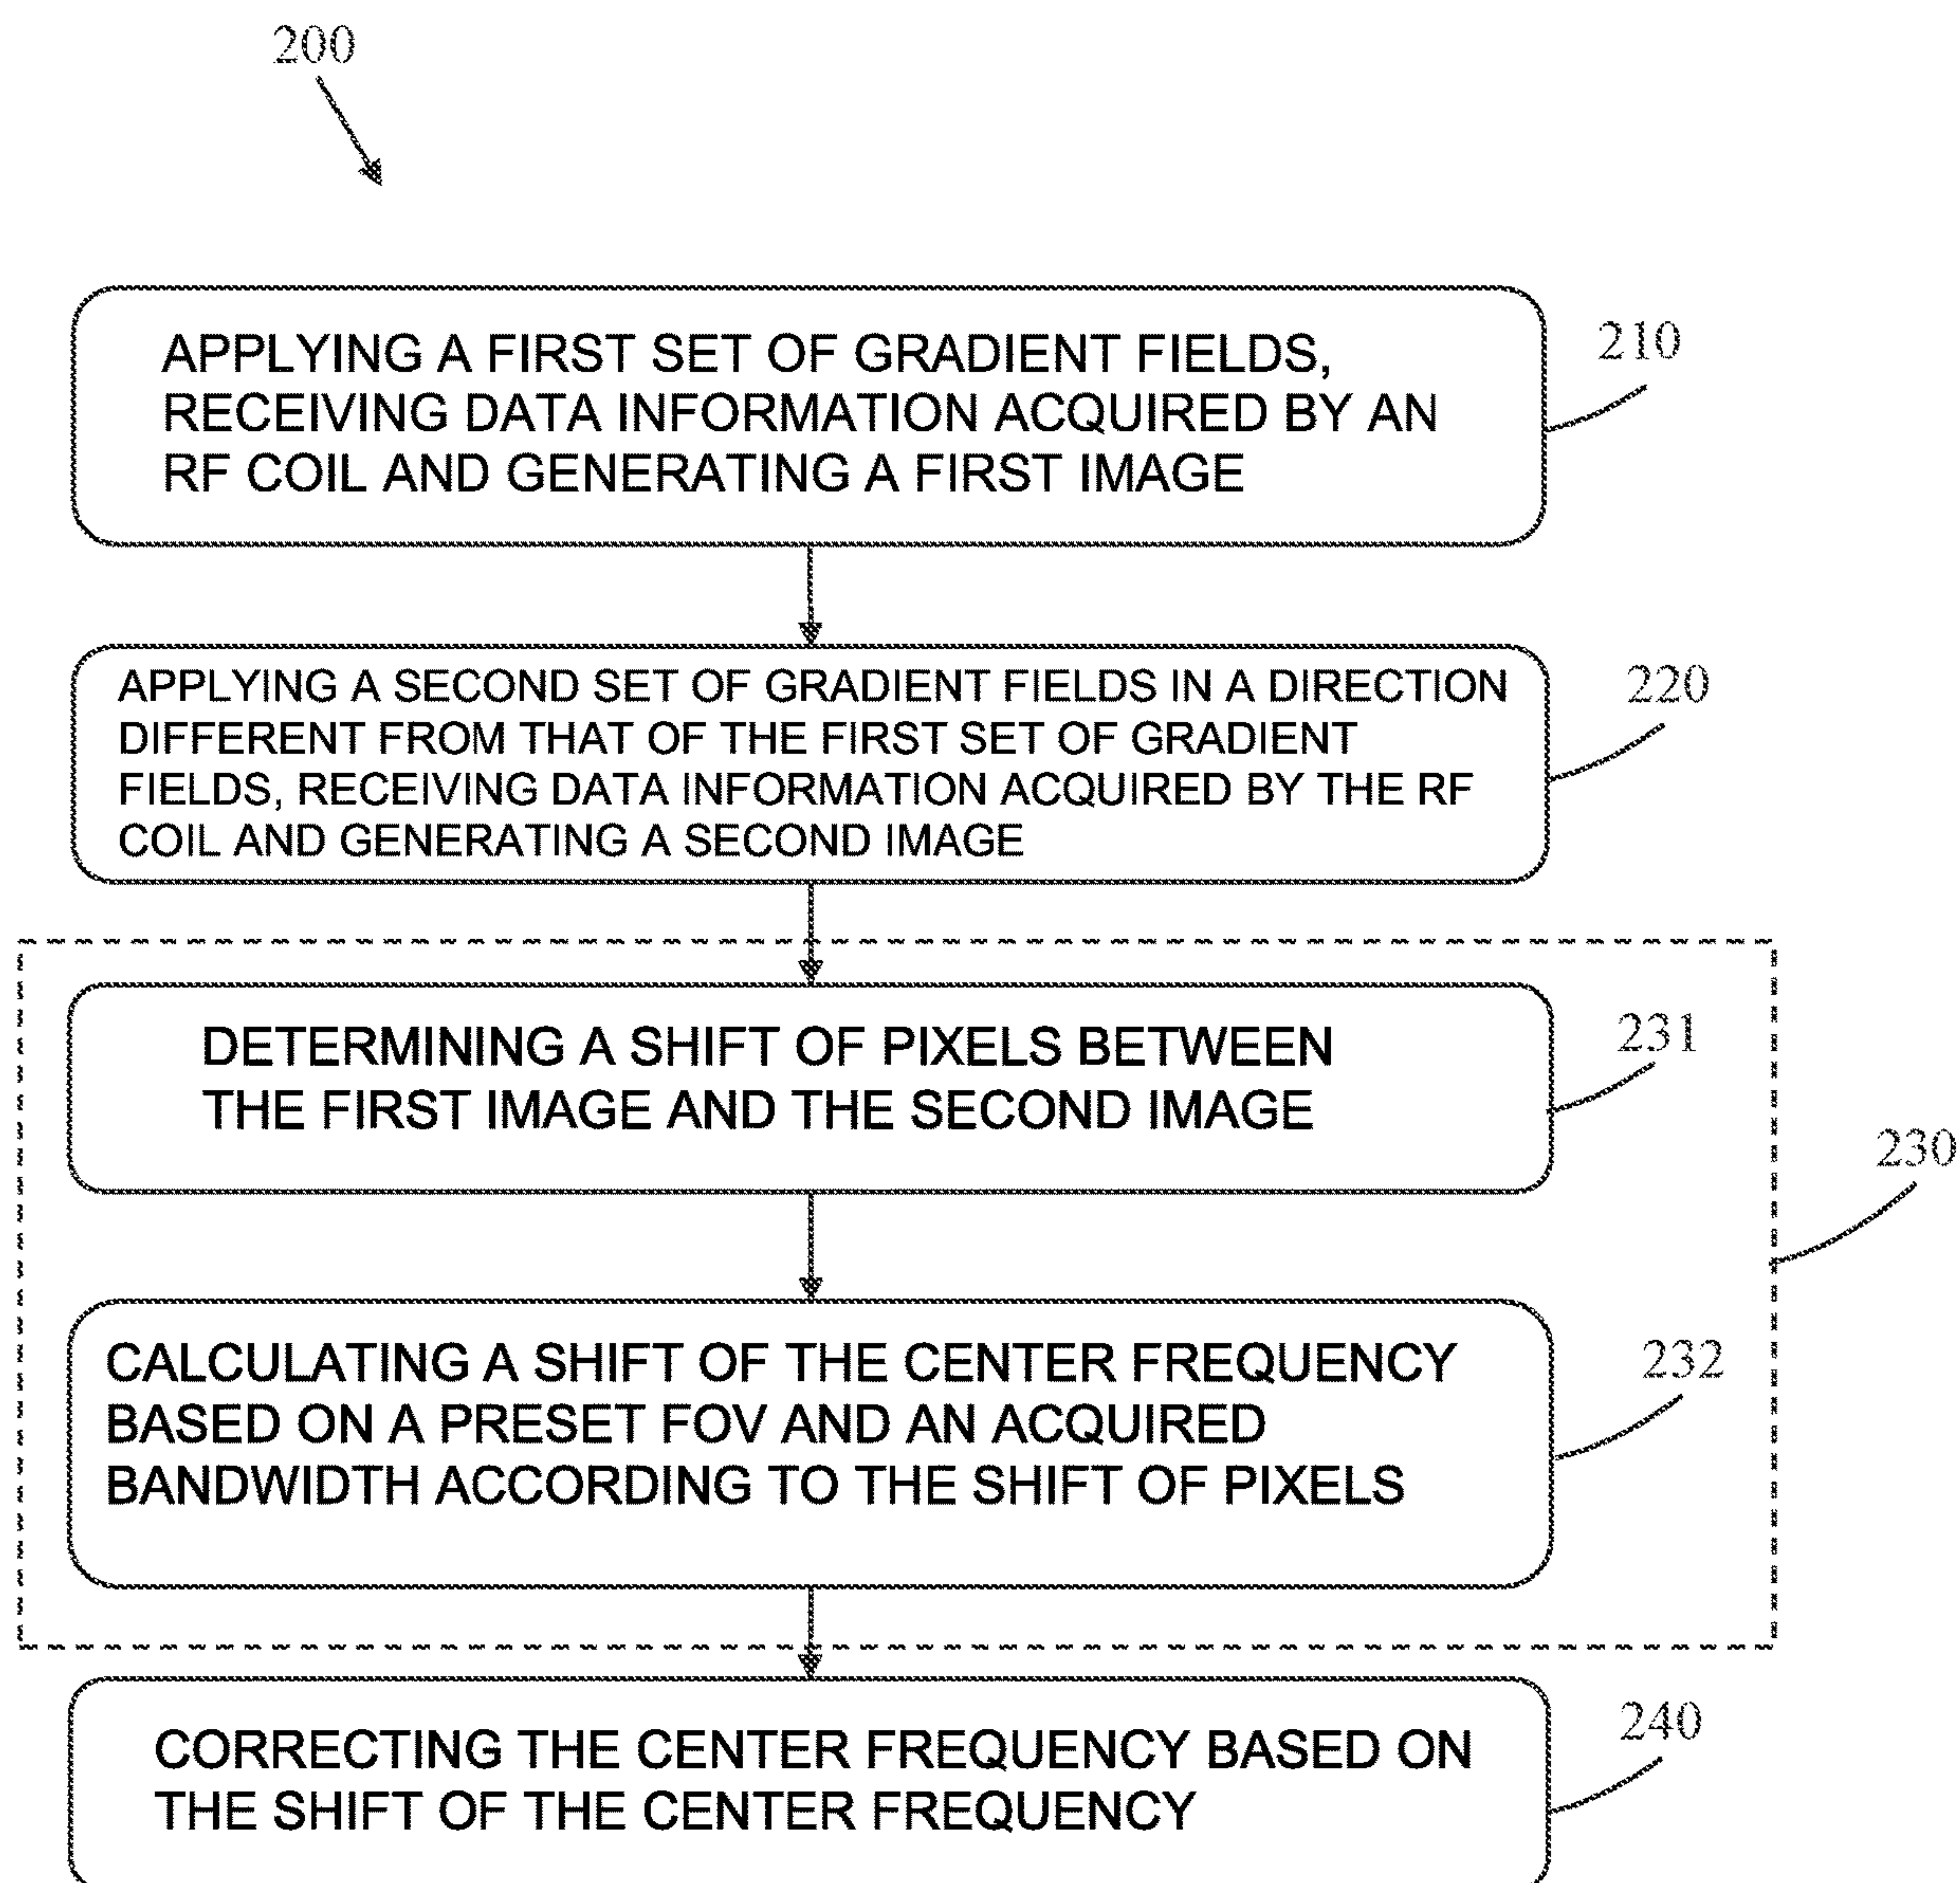 200
APPLYING A FIRST SET OF GRADIENT FIELDS,
RECEIVING DATA INFORMATION ACQUIRED BY AN
RF COIL AND GENERATING A FIRST IMAGE
210
APPLYING A SECOND SET OF GRADIENT FIELDS IN A DIRECTION
DIFFERENT FROM THAT OF THE FIRST SET OF GRADIENT
FIELDS, RECEIVING DATA INFORMATION ACQUIRED BY THE RF
COIL AND GENERATING A SECOND IMAGE
220
DETERMINING A SHIFT OF PIXELS BETWEEN
THE FIRST IMAGE AND THE SECOND IMAGE
231
230
CALCULATING A SHIFT OF THE CENTER FREQUENCY
BASED ON A PRESET FOV AND AN ACQUIRED
BANDWIDTH ACCORDING TO THE SHIFT OF PIXELS
232
CORRECTING THE CENTER FREQUENCY BASED ON
THE SHIFT OF THE CENTER FREQUENCY
240